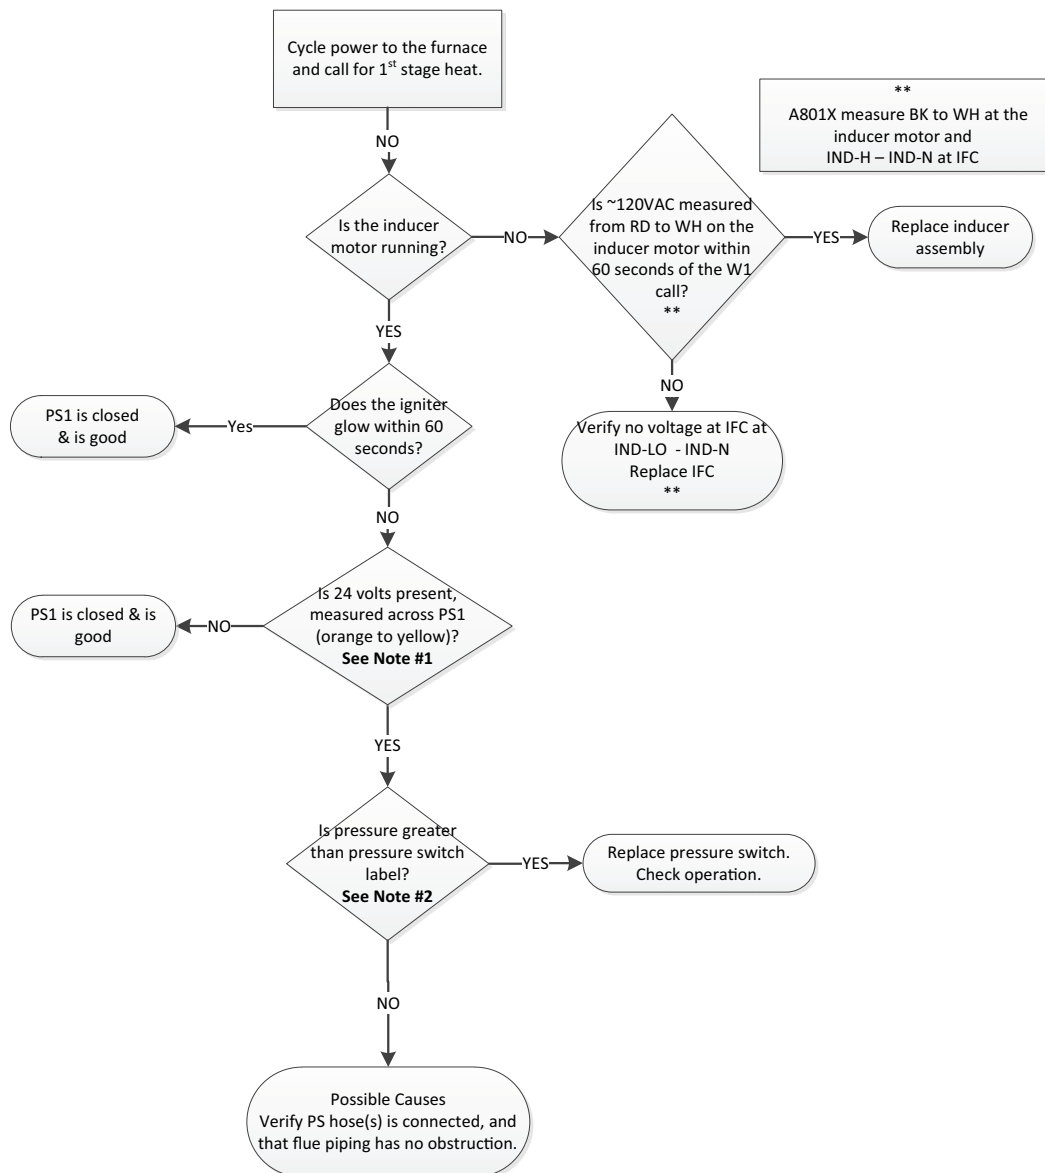 Cycle power to the furnace
and call for 1st stage heat.
**
A801X measure BK to WH at the
inducer motor and
IND-H – IND-N at IFC
NO
Is the inducer
motor running?
NO
Is ~120VAC measured
from RD to WH on the
inducer motor within
60 seconds of the W1
call?
**
YES
Replace inducer
assembly
YES
NO
Verify no voltage at IFC at
IND-LO - IND-N
Replace IFC
**
Does the igniter
glow within 60
seconds?
Yes
PS1 is closed
& is good
NO
Is 24 volts present,
measured across PS1
(orange to yellow)?
See Note #1
NO
PS1 is closed & is
good
YES
Is pressure greater
than pressure switch
label?
See Note #2
YES
Replace pressure switch.
Check operation.
NO
Possible Causes
Verify PS hose(s) is connected, and
that flue piping has no obstruction.